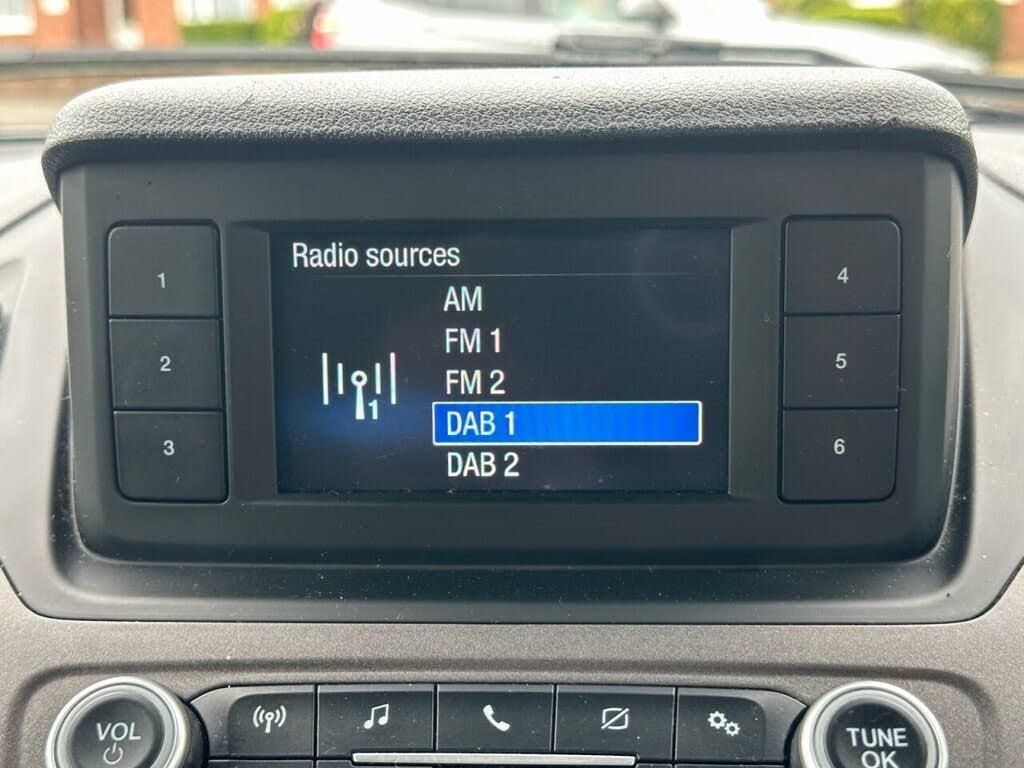 Radio sources
AM
FM 1
FM 2
1
DAB 1
DAB 2
1
2
3
4
5
6
VOL
TUNE
OK